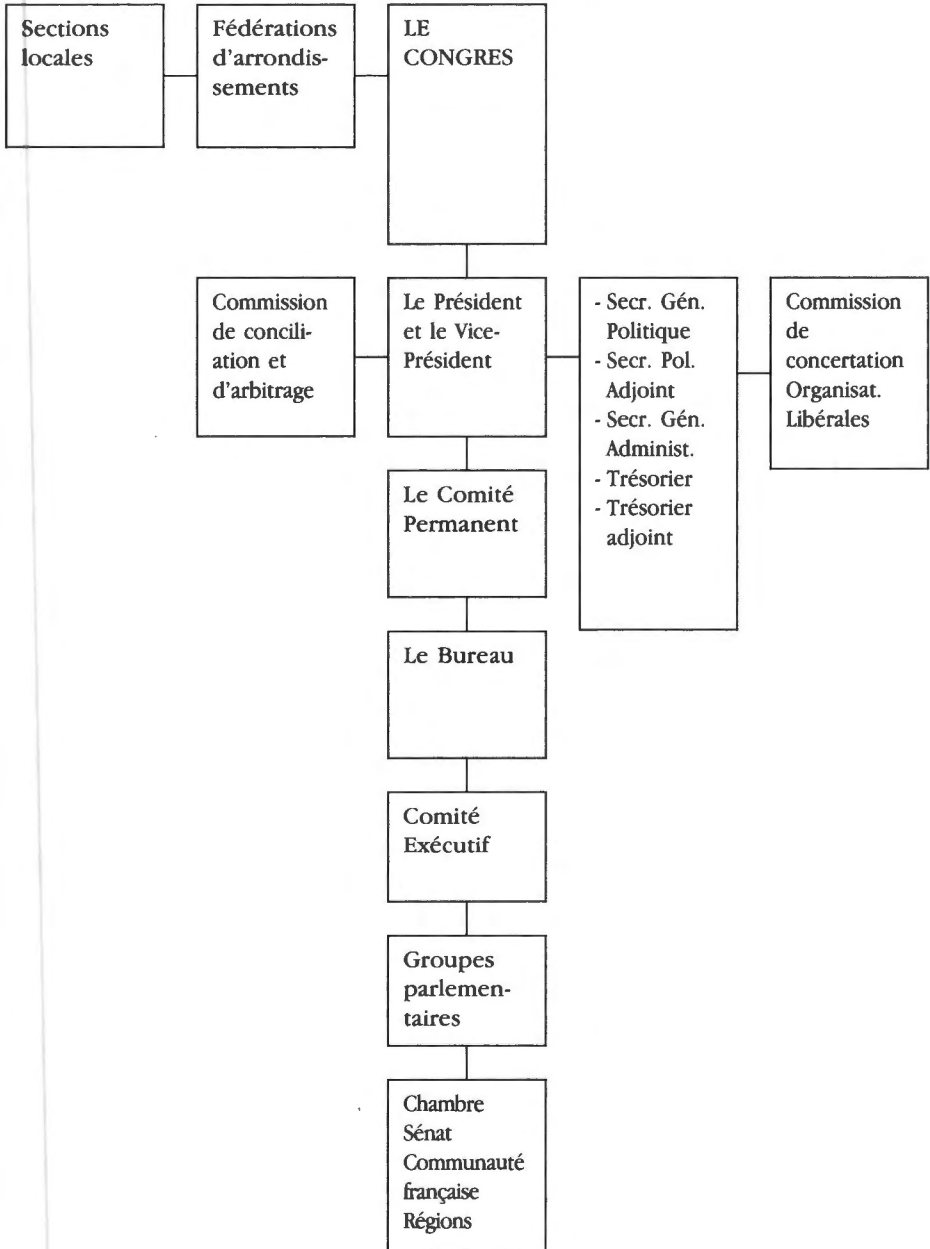 Sections
locales
Fédérations
d'arrondis-
sements
LE
CONGRES
Commission
de concili-
ation et
d'arbitrage
Le Président
et le Vice-
Président
- Secr. Gén.
Politique
- Secr. Pol.
Adjoint
- Secr. Gén.
Administ.
- Trésorier
- Trésorier
adjoint
Commission
de
concertation
Organisat.
Libérales
Le Comité
Permanent
Le Bureau
Comité
Exécutif
Groupes
parlemen-
taires
Chambre
Sénat
Communauté
française
Régions